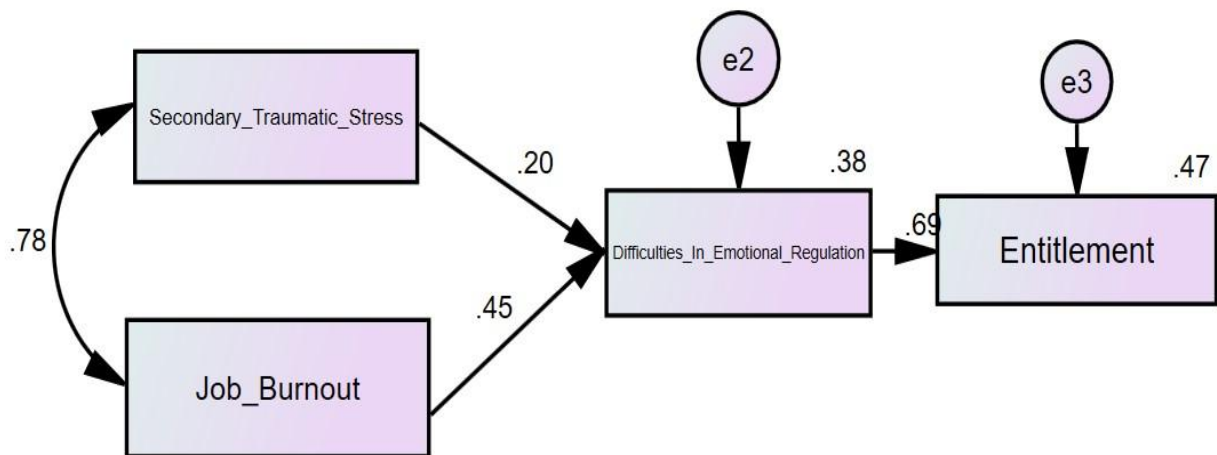 e2
e3
Secondary_Traumatic_Stress
.20
.38
.47
.78
.69
Difficulties_In_Emotional_Regulation
Entitlement
.45
Job_Burnout